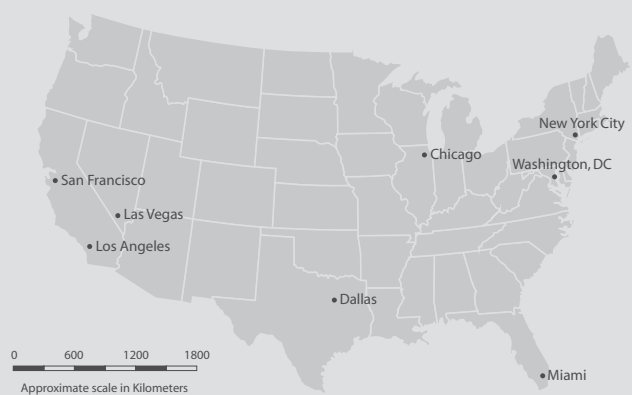 New York City
Chicago
Washington, DC
San Francisco
Las Vegas
Los Angeles
Dallas
0 600 1200 1800
Approximate scale in Kilometers
Miami